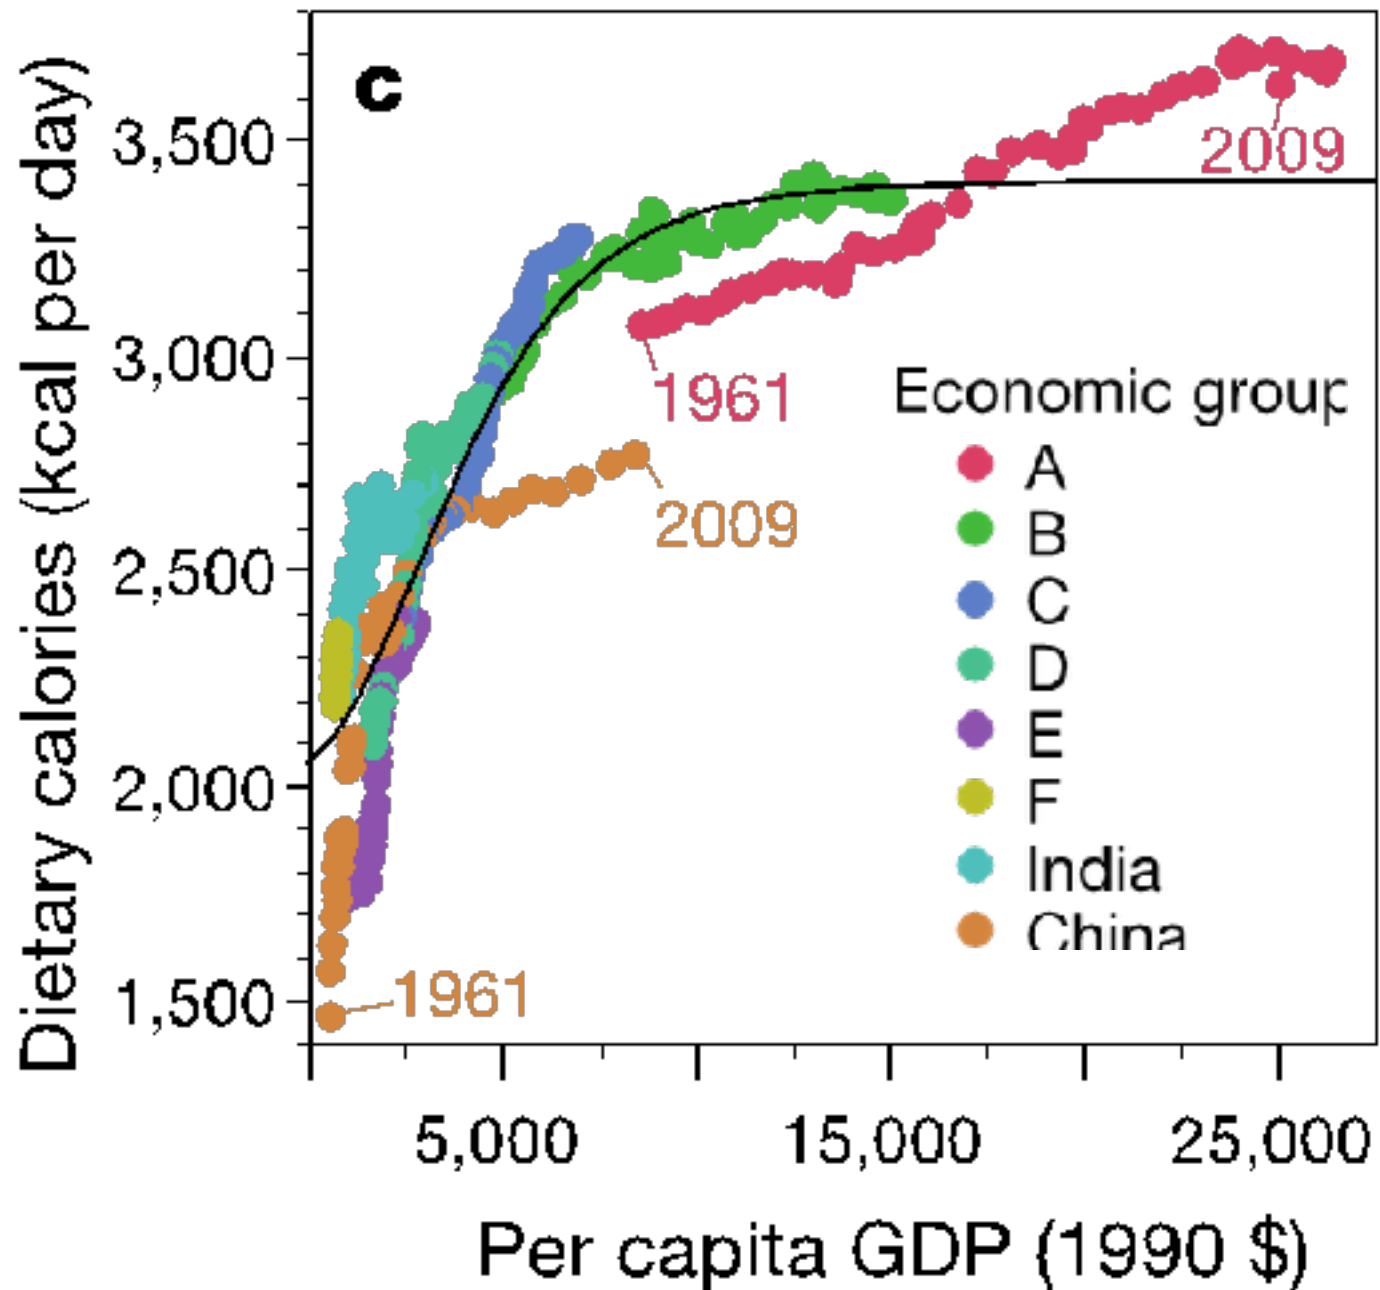 c
Dietary calories (kcal per day)
3,500
3,000
2,500
2,000
1,500
2009
1961
2009
1961
Economic group
A
B
C
D
E
F
India
China
5,000
15,000
25,000
Per capita GDP (1990 $)